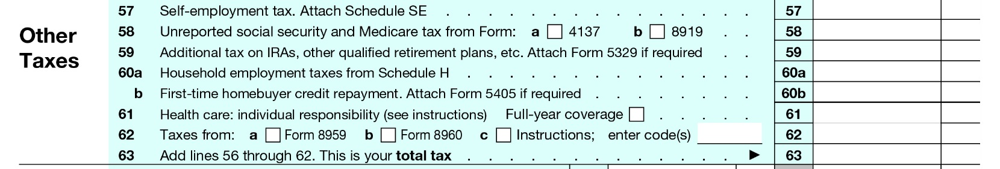 Other
Taxes
57 Self-employment tax. Attach Schedule SE . . . . . . . . . . . . . . . 57
58 Unreported social security and Medicare tax from Form: a 4137 b 8919 . . 58
59 Additional tax on IRAs, other qualified retirement plans, etc. Attach Form 5329 if required . . 59
60a Household employment taxes from Schedule H . . . . . . . . . . . . . . 60a
b First-time homebuyer credit repayment. Attach Form 5405 if required . . . . . . . . 60b
61 Health care: individual responsibility (see instructions) Full-year coverage . . . . . 61
62 Taxes from: a Form 8959 b Form 8960 c Instructions; enter code(s) 62
63 Add lines 56 through 62. This is your total tax . . . . . . . . . . . . . ▶ 63